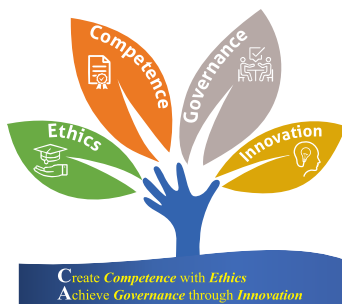 Competence
Governance
Ethics
Innovation
Create Competence with Ethics
Achieve Governance through Innovation